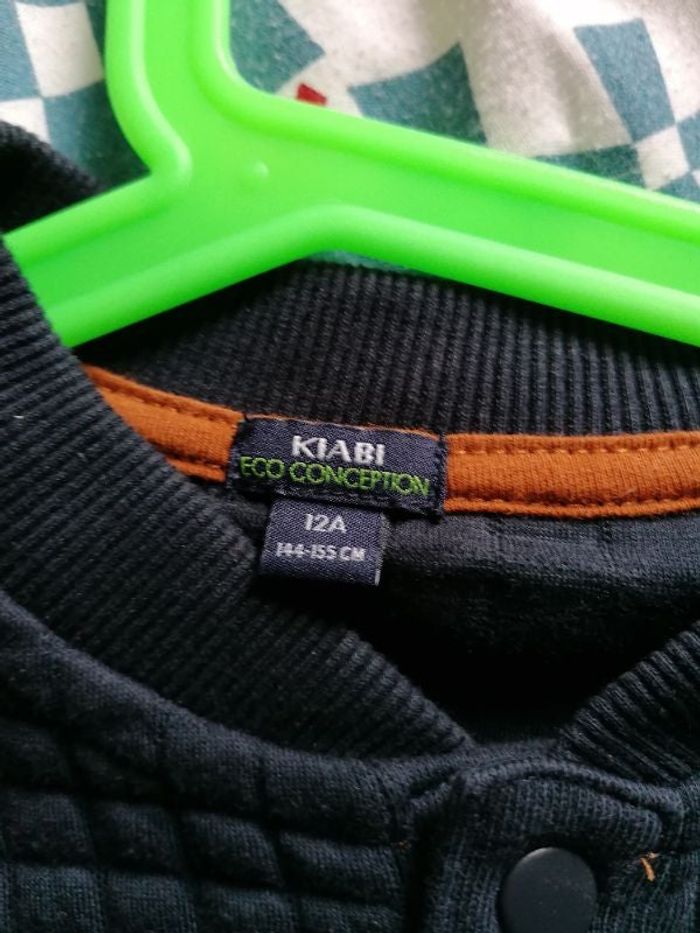 KIABI
ECO CONCEPTION
12A
144-155 CM